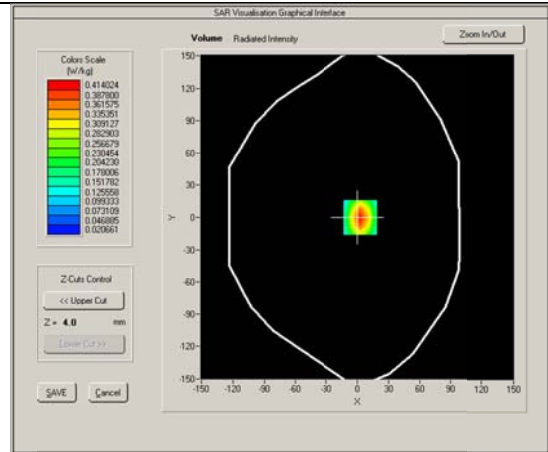 SAR Visualisation Graphical Interface
Volume Radiated Intensity
Zoom In/Out
Colors Scale
(W/kg)
0.414024
0.387800
0.361575
0.335351
0.309127
0.282903
0.256679
0.230454
0.204230
0.178006
0.151782
0.125558
0.099333
0.073109
0.046885
0.020661
Z-Cuts Control
<< Upper Cut
Z = 4.0 mm
Lower Cut >>
SAVE Cancel
150-
120-
90-
60-
30-
0-
-30-
-60-
-90-
-120-
-150-
Y
-150 -120 -90 -60 -30 0 30 60 90 120 150
X